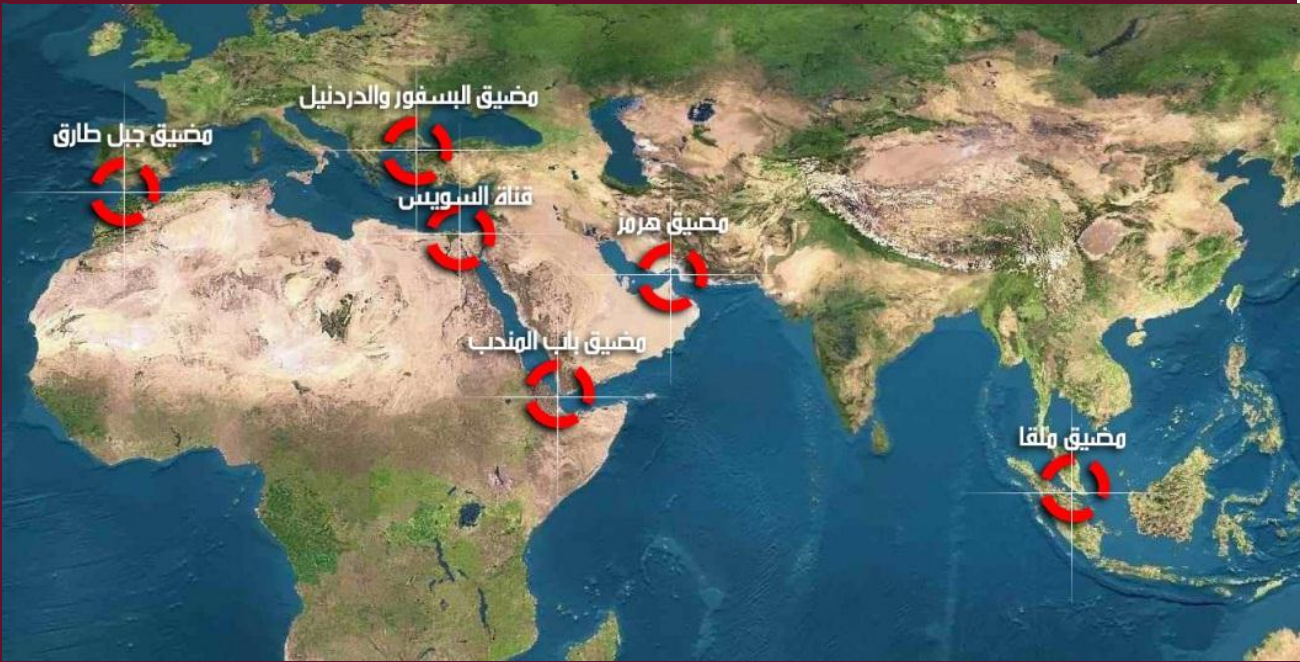 مضيق البسفور والدردنيل
مضيق جبل طارق
قناة السويس
مضيق هرمز
مضيق باب المندب
مضيق ملقا